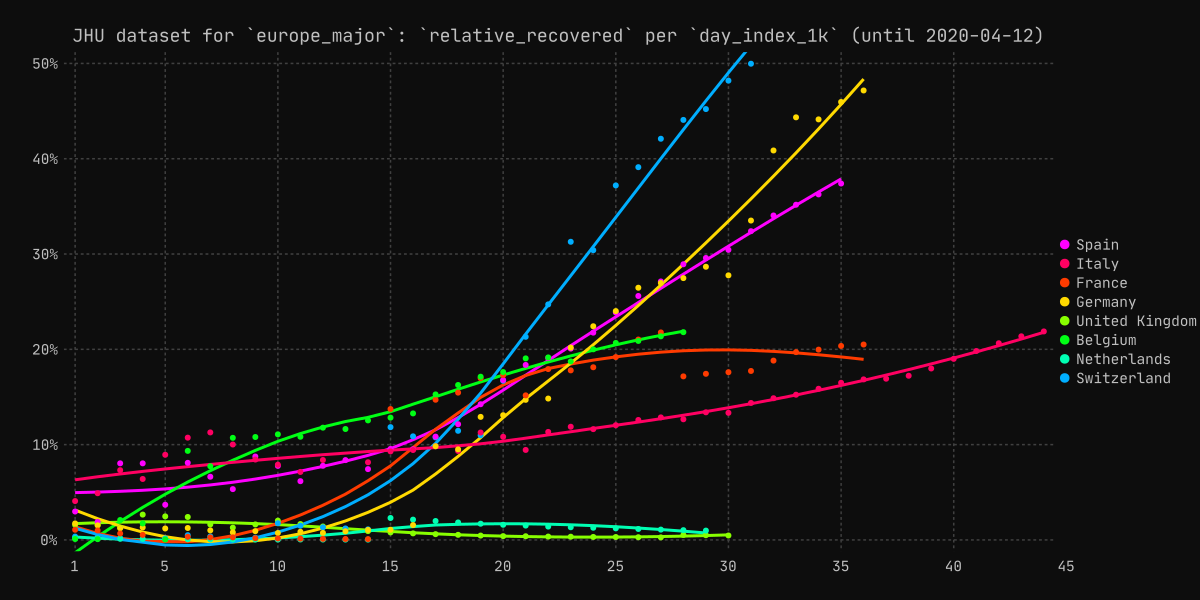 JHU dataset for `europe_major`: `relative_recovered` per `day_index_1k` (until 2020-04-12)
50%
40%
30%
20%
10%
0%
1 5 10 15 20 25 30 35 40 45
Spain
Italy
France
Germany
United Kingdom
Belgium
Netherlands
Switzerland